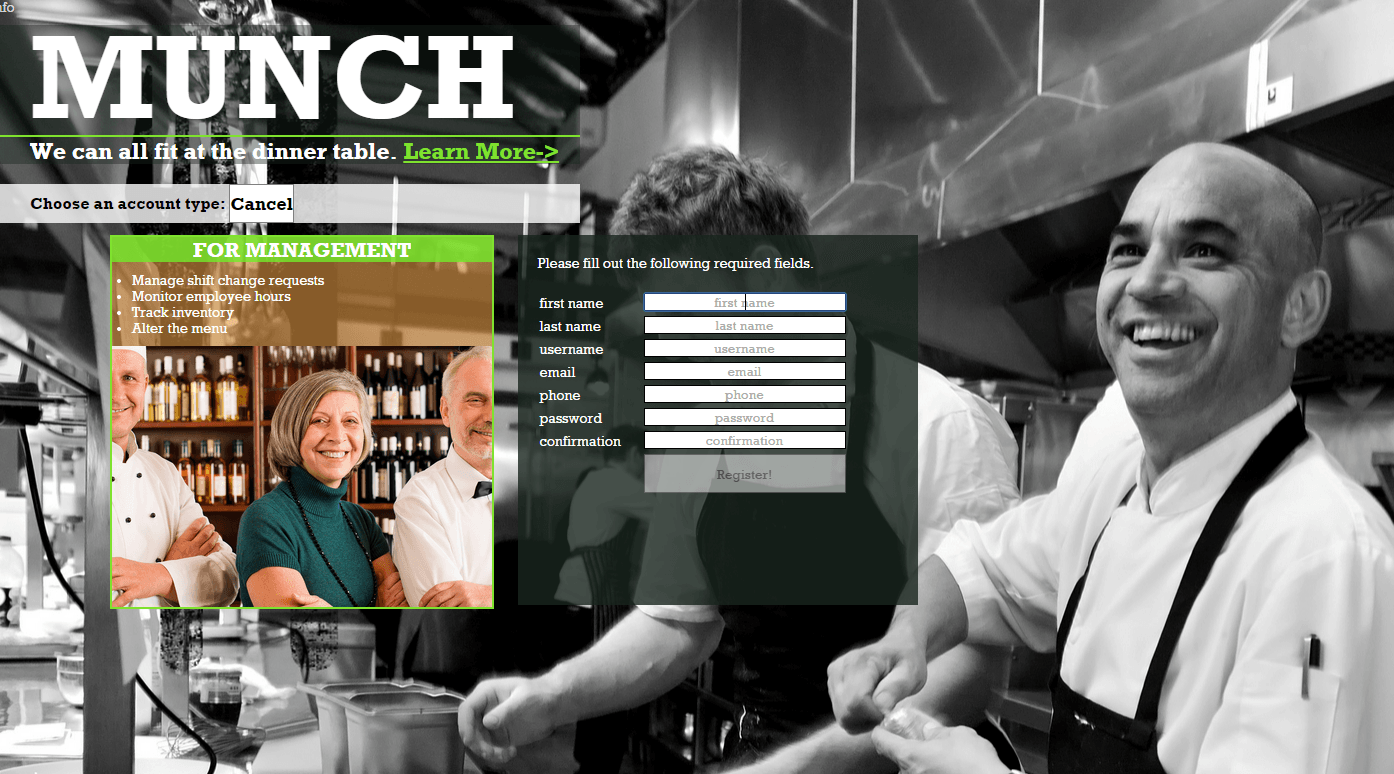 nfo
MUNCH
We can all fit at the dinner table. Learn More->
Choose an account type: Cancel
FOR MANAGEMENT
Manage shift change requests
Monitor employee hours
Track inventory
Alter the menu
Please fill out the following required fields.
first name first name
last name last name
username username
email email
phone phone
password password
confirmation confirmation
Register!